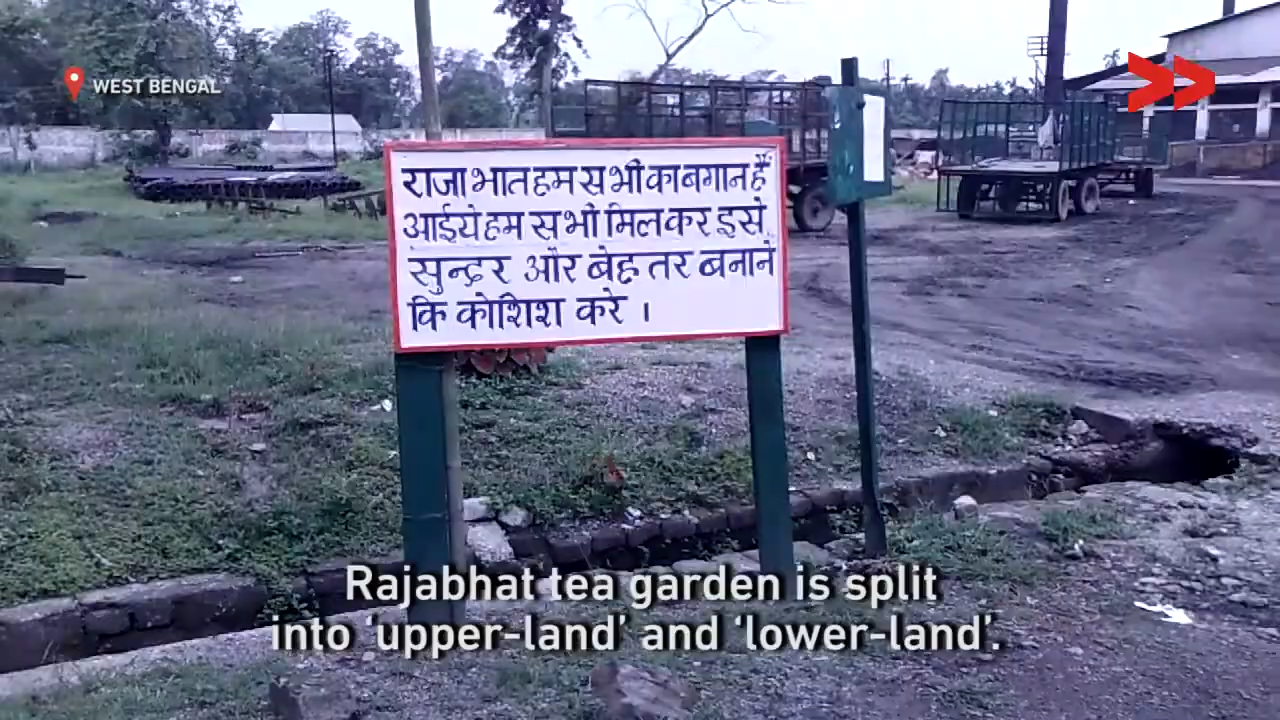 WEST BENGAL
राजाभात हम सभी का बगान हैं
आईये हम सभी मिलकर इसे
सुन्दर और बेहतर बनाने
कि कोशिश करे ।
Rajabhat tea garden is split
into ‘upper-land’ and ‘lower-land’.